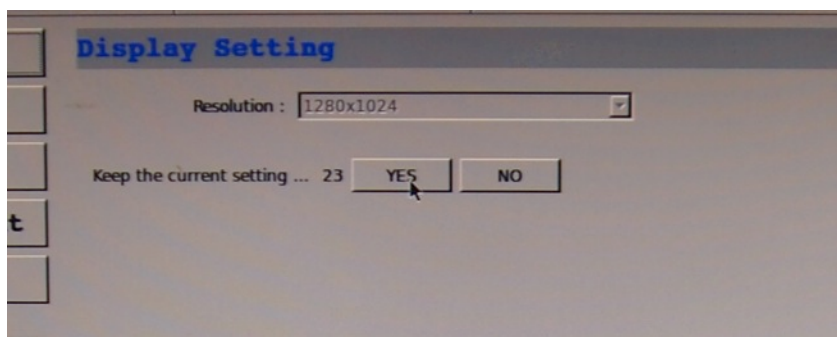 Display Setting
Resolution : 1280x1024
Keep the current setting ... 23 YES NO
t